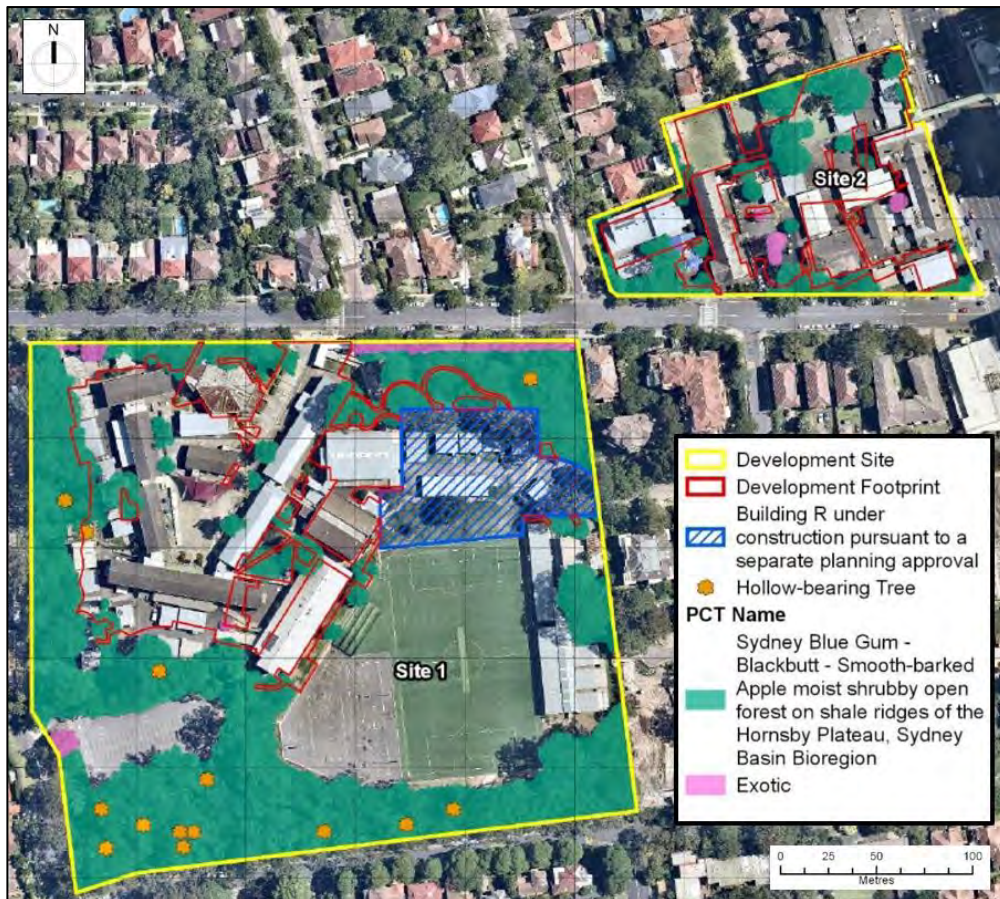 N
Site 2
Site 1
Development Site
Development Footprint
Building R under
construction pursuant to a
separate planning approval
Hollow-bearing Tree
PCT Name
Sydney Blue Gum -
Blackbutt - Smooth-barked
Apple moist shrubby open
forest on shale ridges of the
Hornsby Plateau, Sydney
Basin Bioregion
Exotic
0 25 50 100
Metres